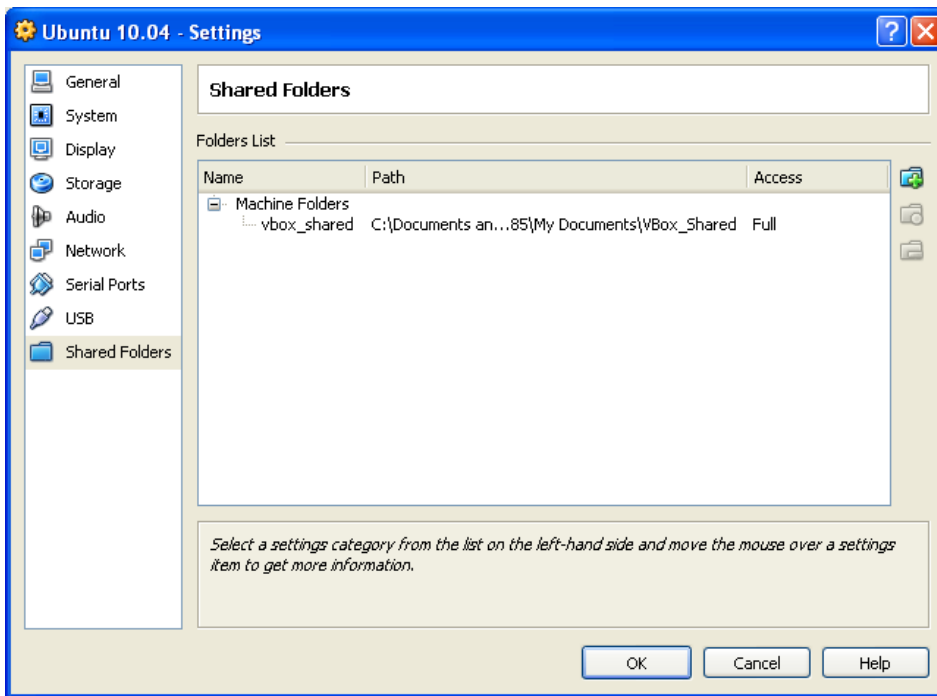 Ubuntu 10.04 - Settings
General
System
Display
Storage
Audio
Network
Serial Ports
USB
Shared Folders
Shared Folders
Folders List
Name Path Access
Machine Folders
vbox_shared C:\Documents an...85\My Documents\VBox_Shared Full
Select a settings category from the list on the left-hand side and move the mouse over a settings
item to get more information.
OK Cancel Help